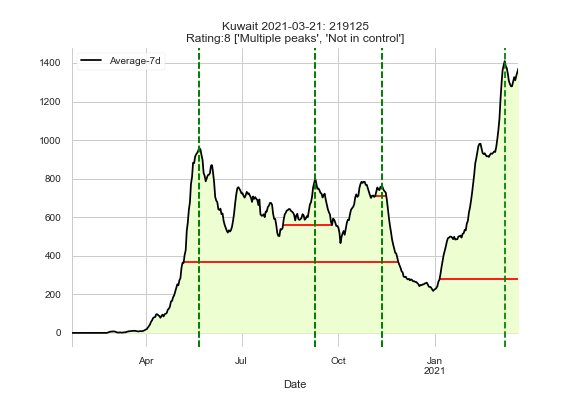 Kuwait 2021-03-21: 219125
Rating:8 ['Multiple peaks', 'Not in control']
Average-7d
1400
1200
1000
800
600
400
200
0
Apr
Jul
Oct
Jan
2021
Date